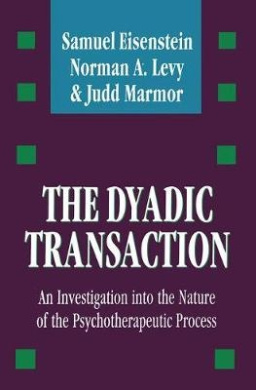 Samuel Eisenstein
Norman A. Levy
& Judd Marmor
THE DYADIC
TRANSACTION
An Investigation into the Nature
of the Psychotherapeutic Process